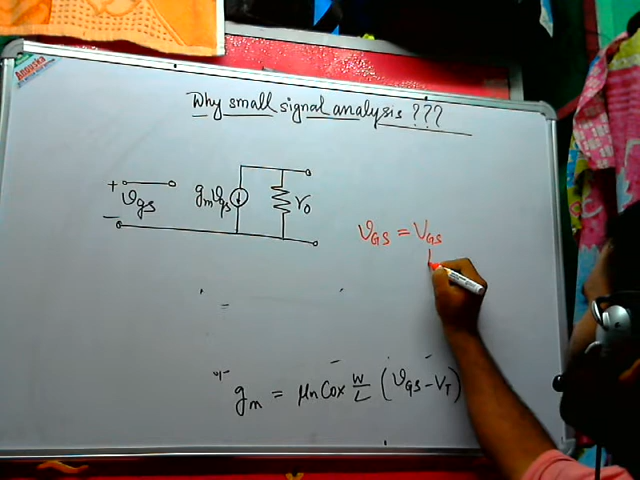 Why small signal analysis ???
+
vgs
−
gmvgs
ro
vGS = VGS
gm = μnCox W/L (vGS − VT)